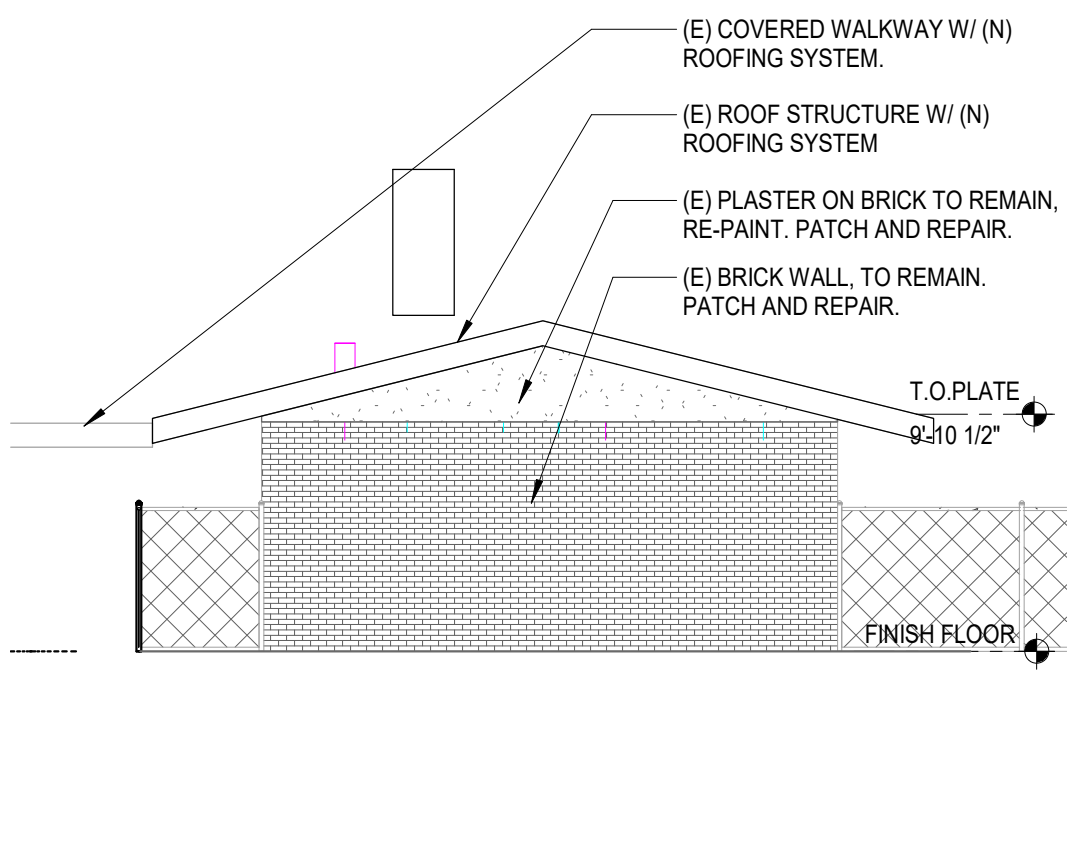 (E) COVERED WALKWAY W/ (N)
ROOFING SYSTEM.
(E) ROOF STRUCTURE W/ (N)
ROOFING SYSTEM
(E) PLASTER ON BRICK TO REMAIN,
RE-PAINT. PATCH AND REPAIR.
(E) BRICK WALL, TO REMAIN.
PATCH AND REPAIR.
T.O.PLATE
9'-10 1/2"
FINISH FLOOR